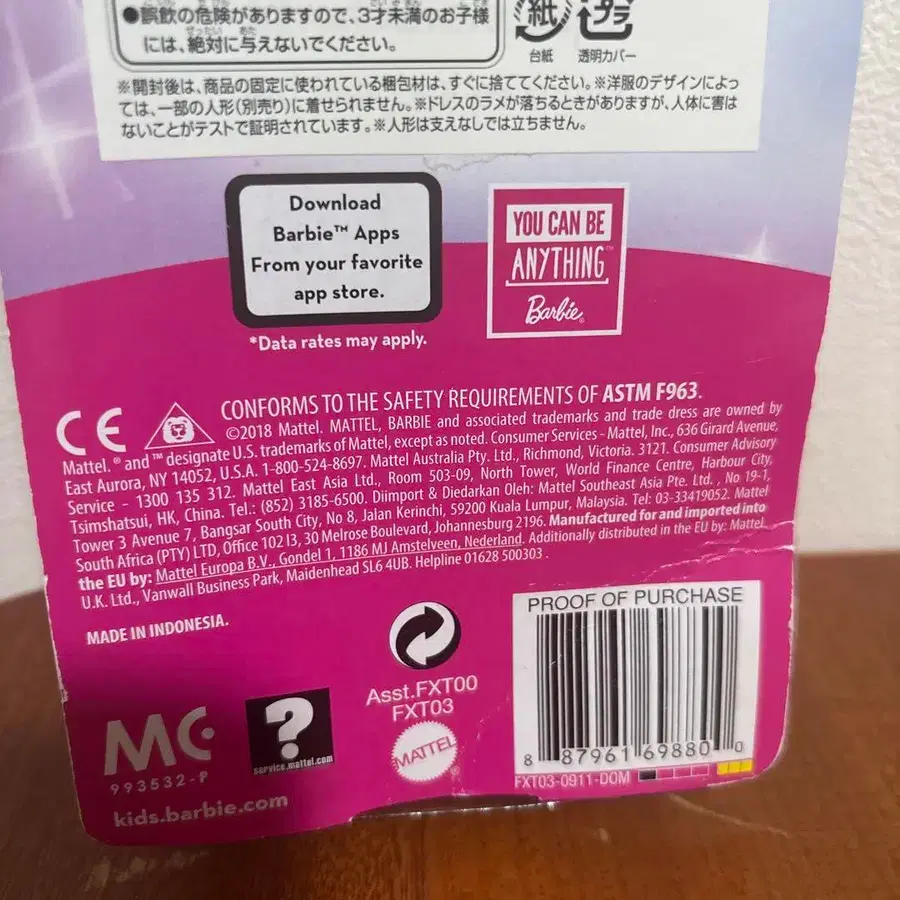 ●誤飲の危険がありますので、3才未満のお子様
には、絶対に与えないでください。
紙
プラ
台紙
透明カバー
※開封後は、商品の固定に使われている梱包材は、すぐに捨ててください。※洋服のデザインによっ
ては、一部の人形(別売り)に着せられません。※ドレスのラメが落ちるときがありますが、人体に害は
ないことがテストで証明されています。※人形は支えなしでは立ちません。
Download
Barbie™ Apps
From your favorite
app store.
*Data rates may apply.
YOU CAN BE
ANYTHING™
Barbie®
CE
CONFORMS TO THE SAFETY REQUIREMENTS OF ASTM F963.
©2018 Mattel. MATTEL, BARBIE and associated trademarks and trade dress are owned by
Mattel. ® and ™ designate U.S. trademarks of Mattel, except as noted. Consumer Services - Mattel, Inc., 636 Girard Avenue,
East Aurora, NY 14052, U.S.A. 1-800-524-8697. Mattel Australia Pty. Ltd., Richmond, Victoria. 3121. Consumer Advisory
Service - 1300 135 312. Mattel East Asia Ltd., Room 503-09, North Tower, World Finance Centre, Harbour City,
Tsimshatsui, HK, China. Tel.: (852) 3185-6500. Diimport & Diedarkan Oleh: Mattel Southeast Asia Pte. Ltd. , No 19-1,
Tower 3 Avenue 7, Bangsar South City, No 8, Jalan Kerinchi, 59200 Kuala Lumpur, Malaysia. Tel: 03-33419052. Mattel
South Africa (PTY) LTD, Office 102 I3, 30 Melrose Boulevard, Johannesburg 2196. Manufactured for and imported into
the EU by: Mattel Europa B.V., Gondel 1, 1186 MJ Amstelveen, Nederland. Additionally distributed in the EU by: Mattel
U.K. Ltd., Vanwall Business Park, Maidenhead SL6 4UB. Helpline 01628 500303 .
MADE IN INDONESIA.
PROOF OF PURCHASE
8 87961 69880 0
FXT03-0911-DOM
Asst.FXT00
FXT03
MATTEL®
MC
993532-P
?
service.mattel.com
kids.barbie.com